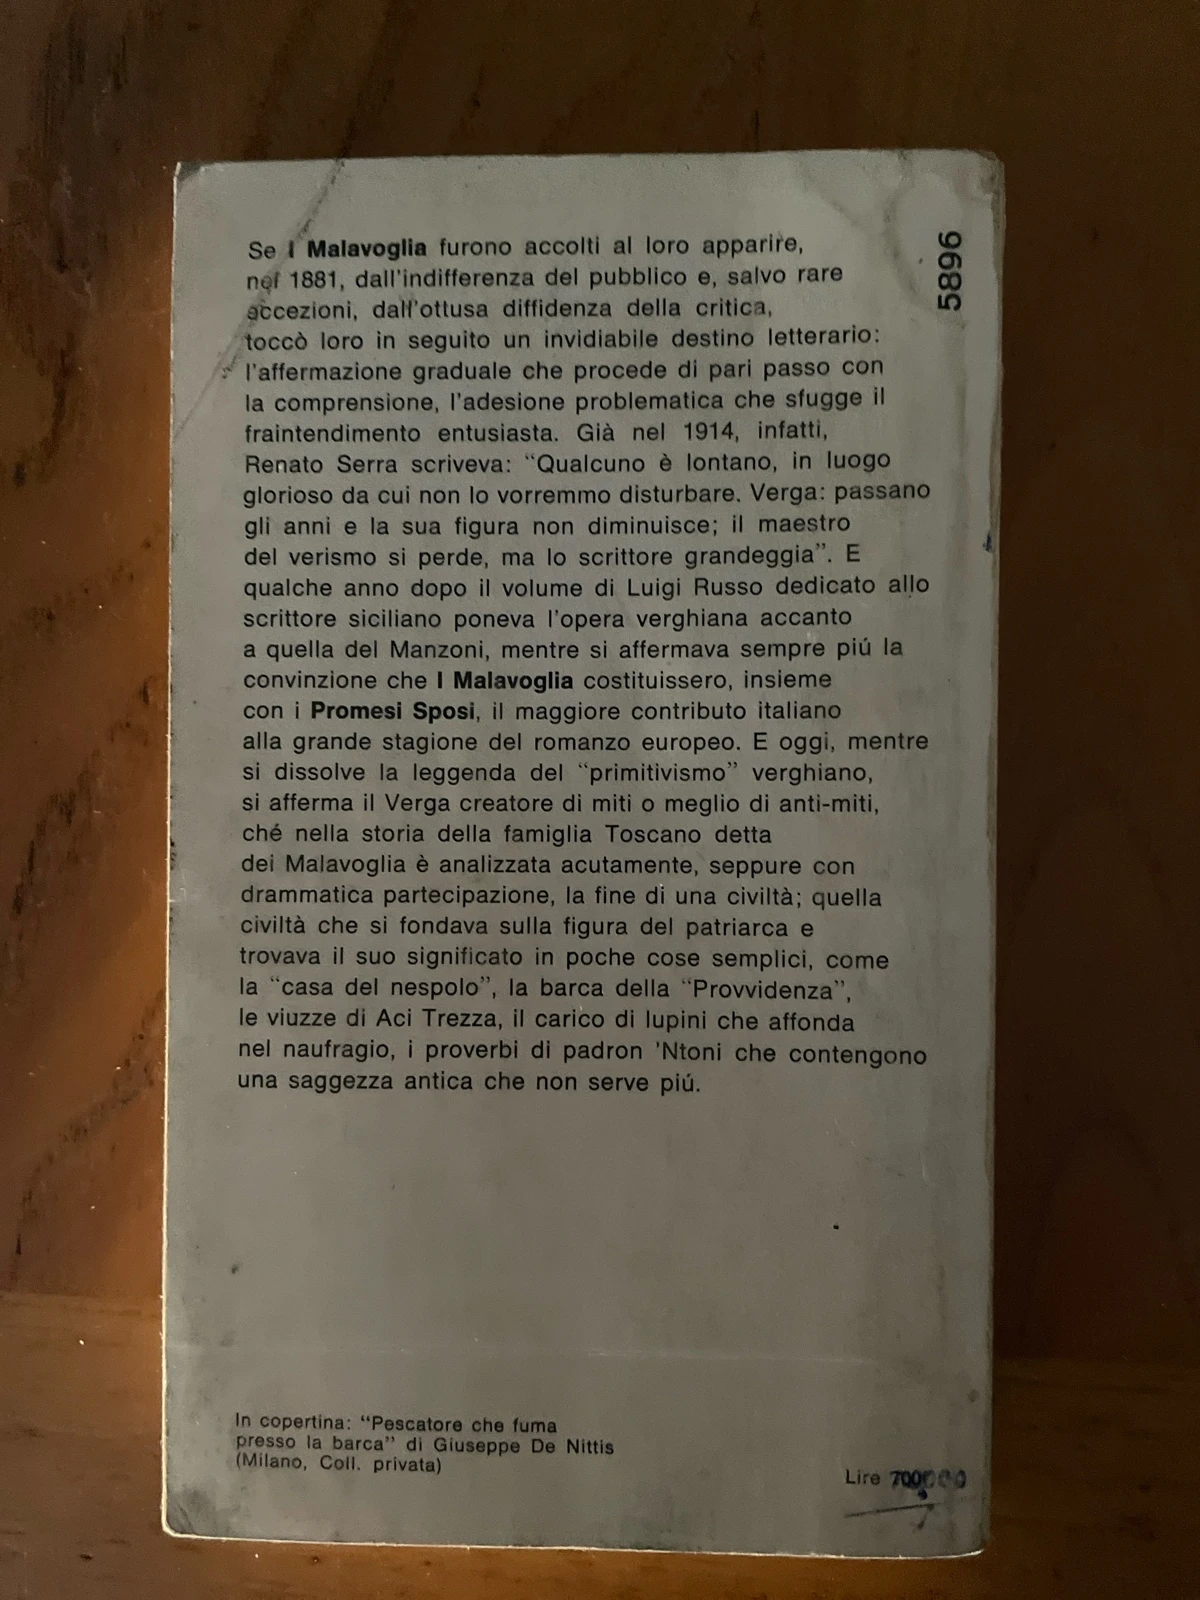 Se I Malavoglia furono accolti al loro apparire,
nel 1881, dall'indifferenza del pubblico e, salvo rare
eccezioni, dall'ottusa diffidenza della critica,
toccò loro in seguito un invidiabile destino letterario:
l'affermazione graduale che procede di pari passo con
la comprensione, l'adesione problematica che sfugge il
fraintendimento entusiasta. Già nel 1914, infatti,
Renato Serra scriveva: “Qualcuno è lontano, in luogo
glorioso da cui non lo vorremmo disturbare. Verga: passano
gli anni e la sua figura non diminuisce; il maestro
del verismo si perde, ma lo scrittore grandeggia”. E
qualche anno dopo il volume di Luigi Russo dedicato allo
scrittore siciliano poneva l'opera verghiana accanto
a quella del Manzoni, mentre si affermava sempre piú la
convinzione che I Malavoglia costituissero, insieme
con i Promesi Sposi, il maggiore contributo italiano
alla grande stagione del romanzo europeo. E oggi, mentre
si dissolve la leggenda del “primitivismo” verghiano,
si afferma il Verga creatore di miti o meglio di anti-miti,
ché nella storia della famiglia Toscano detta
dei Malavoglia è analizzata acutamente, seppure con
drammatica partecipazione, la fine di una civiltà; quella
civiltà che si fondava sulla figura del patriarca e
trovava il suo significato in poche cose semplici, come
la “casa del nespolo”, la barca della “Provvidenza”,
le viuzze di Aci Trezza, il carico di lupini che affonda
nel naufragio, i proverbi di padron 'Ntoni che contengono
una saggezza antica che non serve piú.
5896
In copertina: “Pescatore che fuma
presso la barca” di Giuseppe De Nittis
(Milano, Coll. privata)
Lire